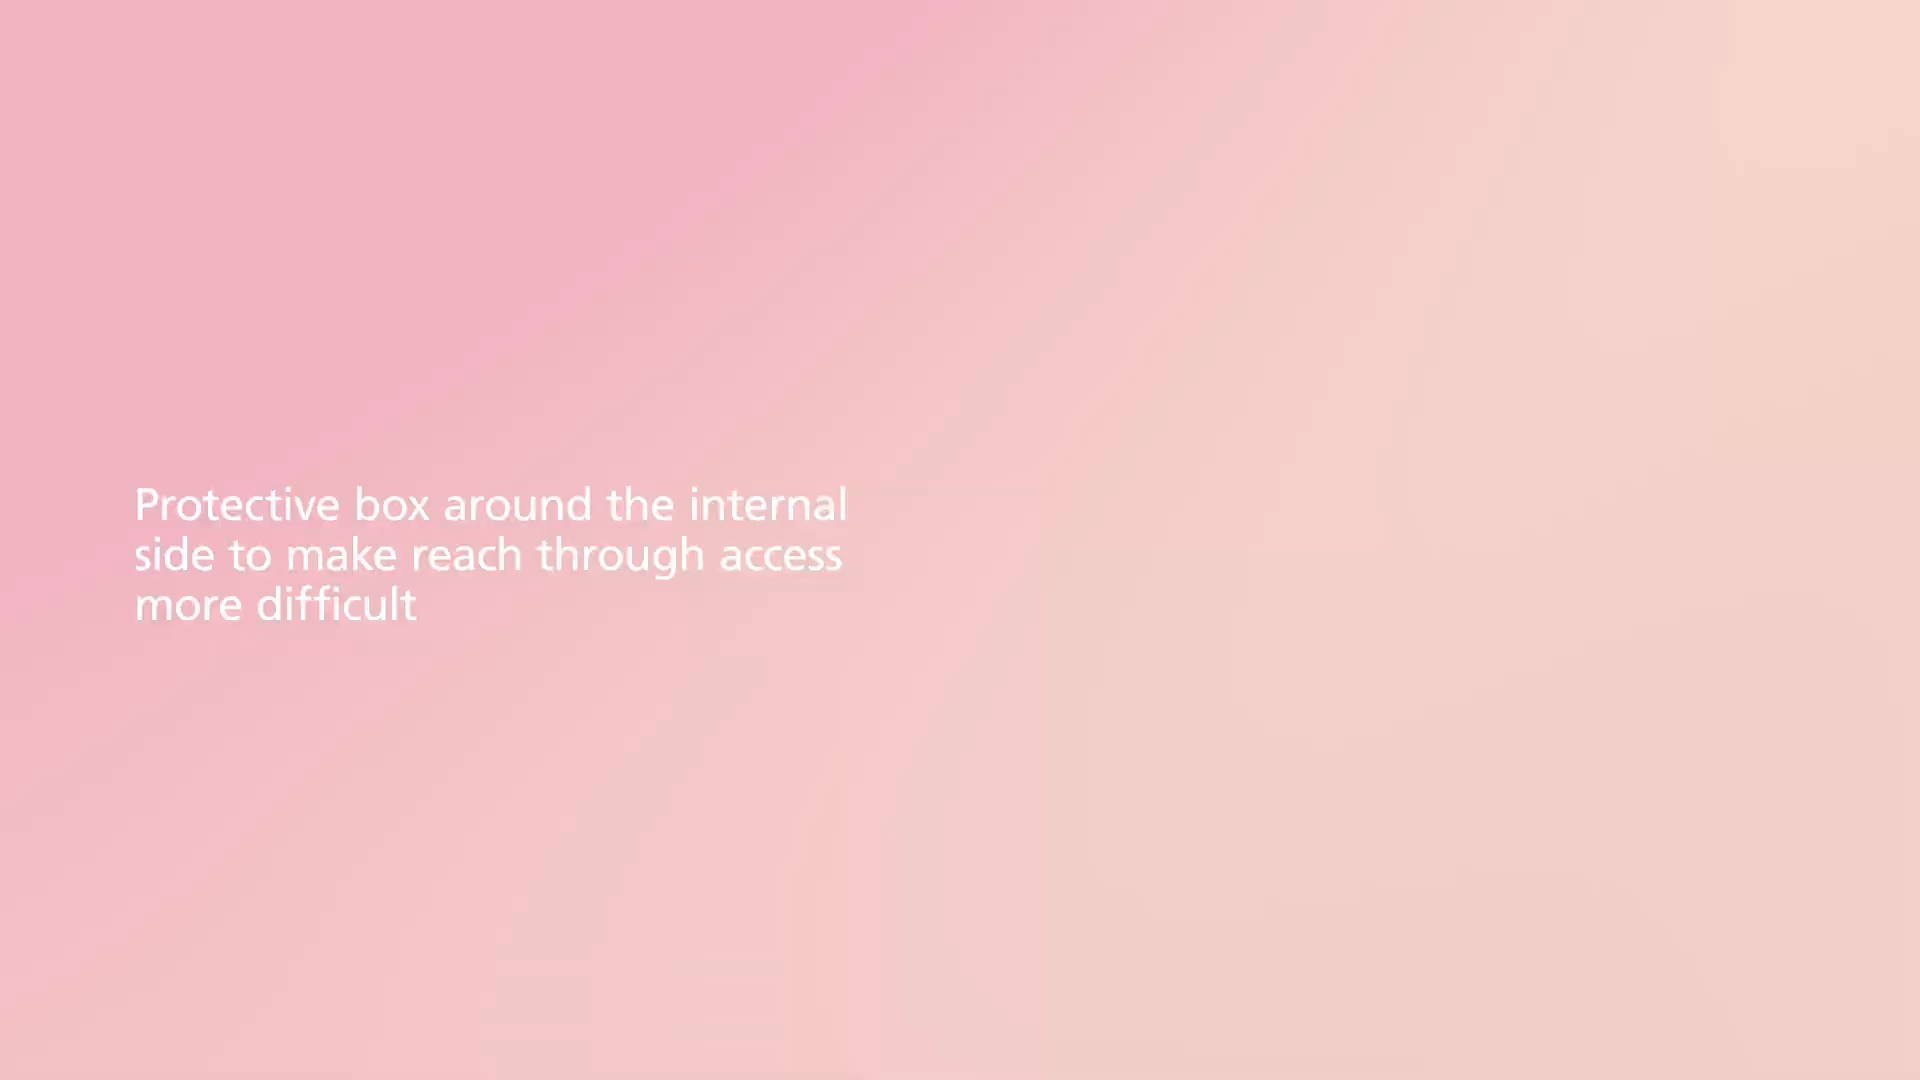 Protective box around the internal
side to make reach through access
more difficult